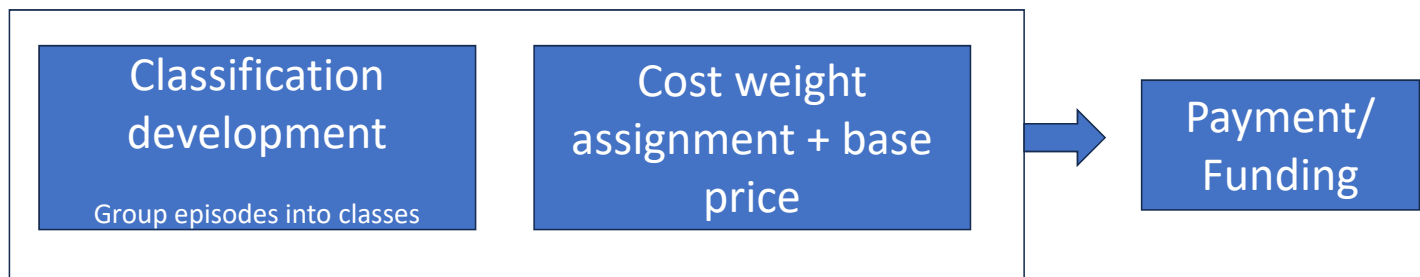 Classification
development
Group episodes into classes
Cost weight
assignment + base
price
Payment/
Funding